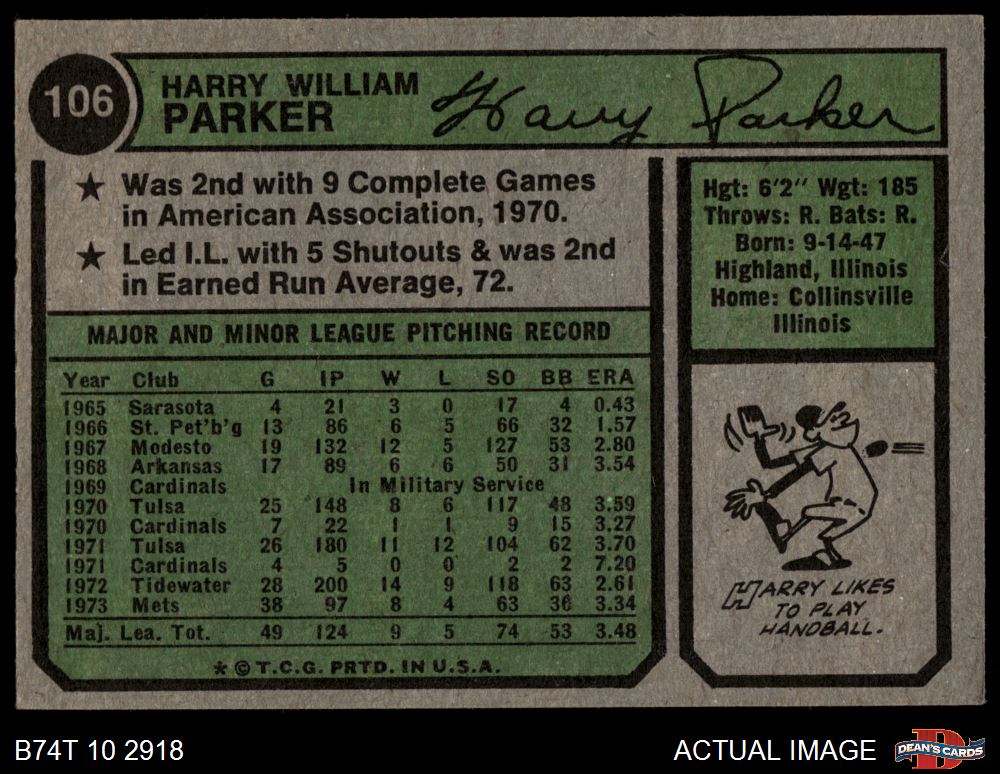 106
HARRY WILLIAM
PARKER
Harry Parker
★ Was 2nd with 9 Complete Games
in American Association, 1970.
★ Led I.L. with 5 Shutouts & was 2nd
in Earned Run Average, 72.
Hgt: 6'2" Wgt: 185
Throws: R. Bats: R.
Born: 9-14-47
Highland, Illinois
Home: Collinsville
Illinois
MAJOR AND MINOR LEAGUE PITCHING RECORD
Year Club G IP W L SO BB ERA
1965 Sarasota 4 21 3 0 17 4 0.43
1966 St. Pet'b'g 13 86 6 5 66 32 1.57
1967 Modesto 19 132 12 5 127 53 2.80
1968 Arkansas 17 89 6 6 50 31 3.54
1969 Cardinals In Military Service
1970 Tulsa 25 148 8 6 117 48 3.59
1970 Cardinals 7 22 1 1 9 15 3.27
1971 Tulsa 26 180 11 12 104 62 3.70
1971 Cardinals 4 5 0 0 2 2 7.20
1972 Tidewater 28 200 14 9 118 63 2.61
1973 Mets 38 97 8 4 63 36 3.34
Maj. Lea. Tot. 49 124 9 5 74 53 3.48
* © T.C.G. PRTD. IN U.S.A.
HARRY LIKES
TO PLAY
HANDBALL.
B74T 10 2918
ACTUAL IMAGE
DEAN'S CARDS